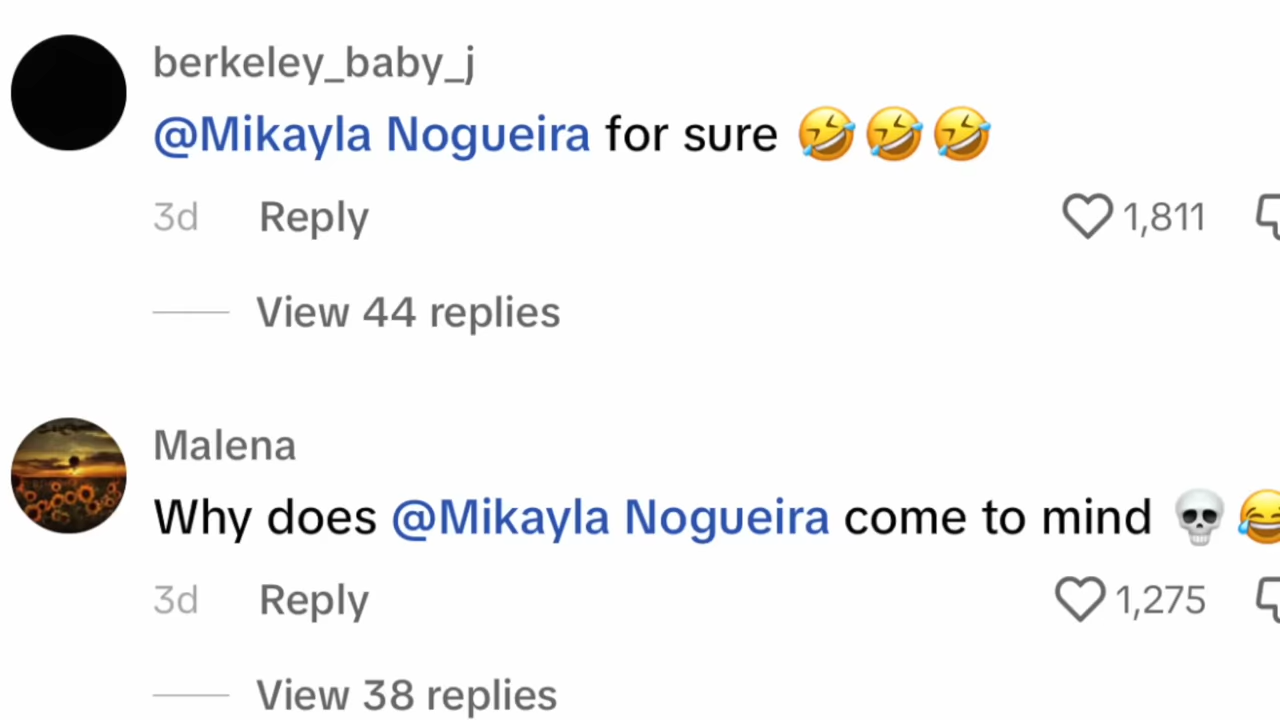 berkeley_baby_j
@Mikayla Nogueira for sure 🤣🤣🤣
3d Reply 1,811
View 44 replies
Malena
Why does @Mikayla Nogueira come to mind 💀😂
3d Reply 1,275
View 38 replies